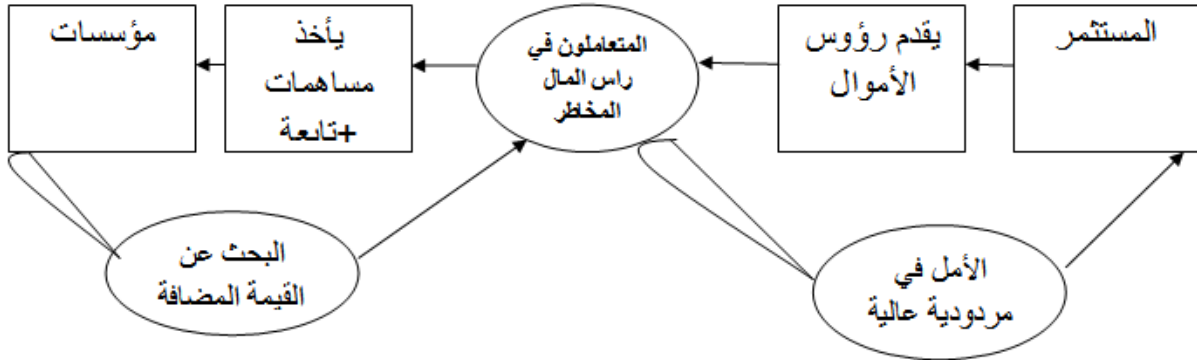 المستثمر
يقدم رؤوس
الأموال
المتعاملون في
راس المال
المخاطر
يأخذ
مساهمات
+تابعة
مؤسسات
الأمل في
مردودية عالية
البحث عن
القيمة المضافة